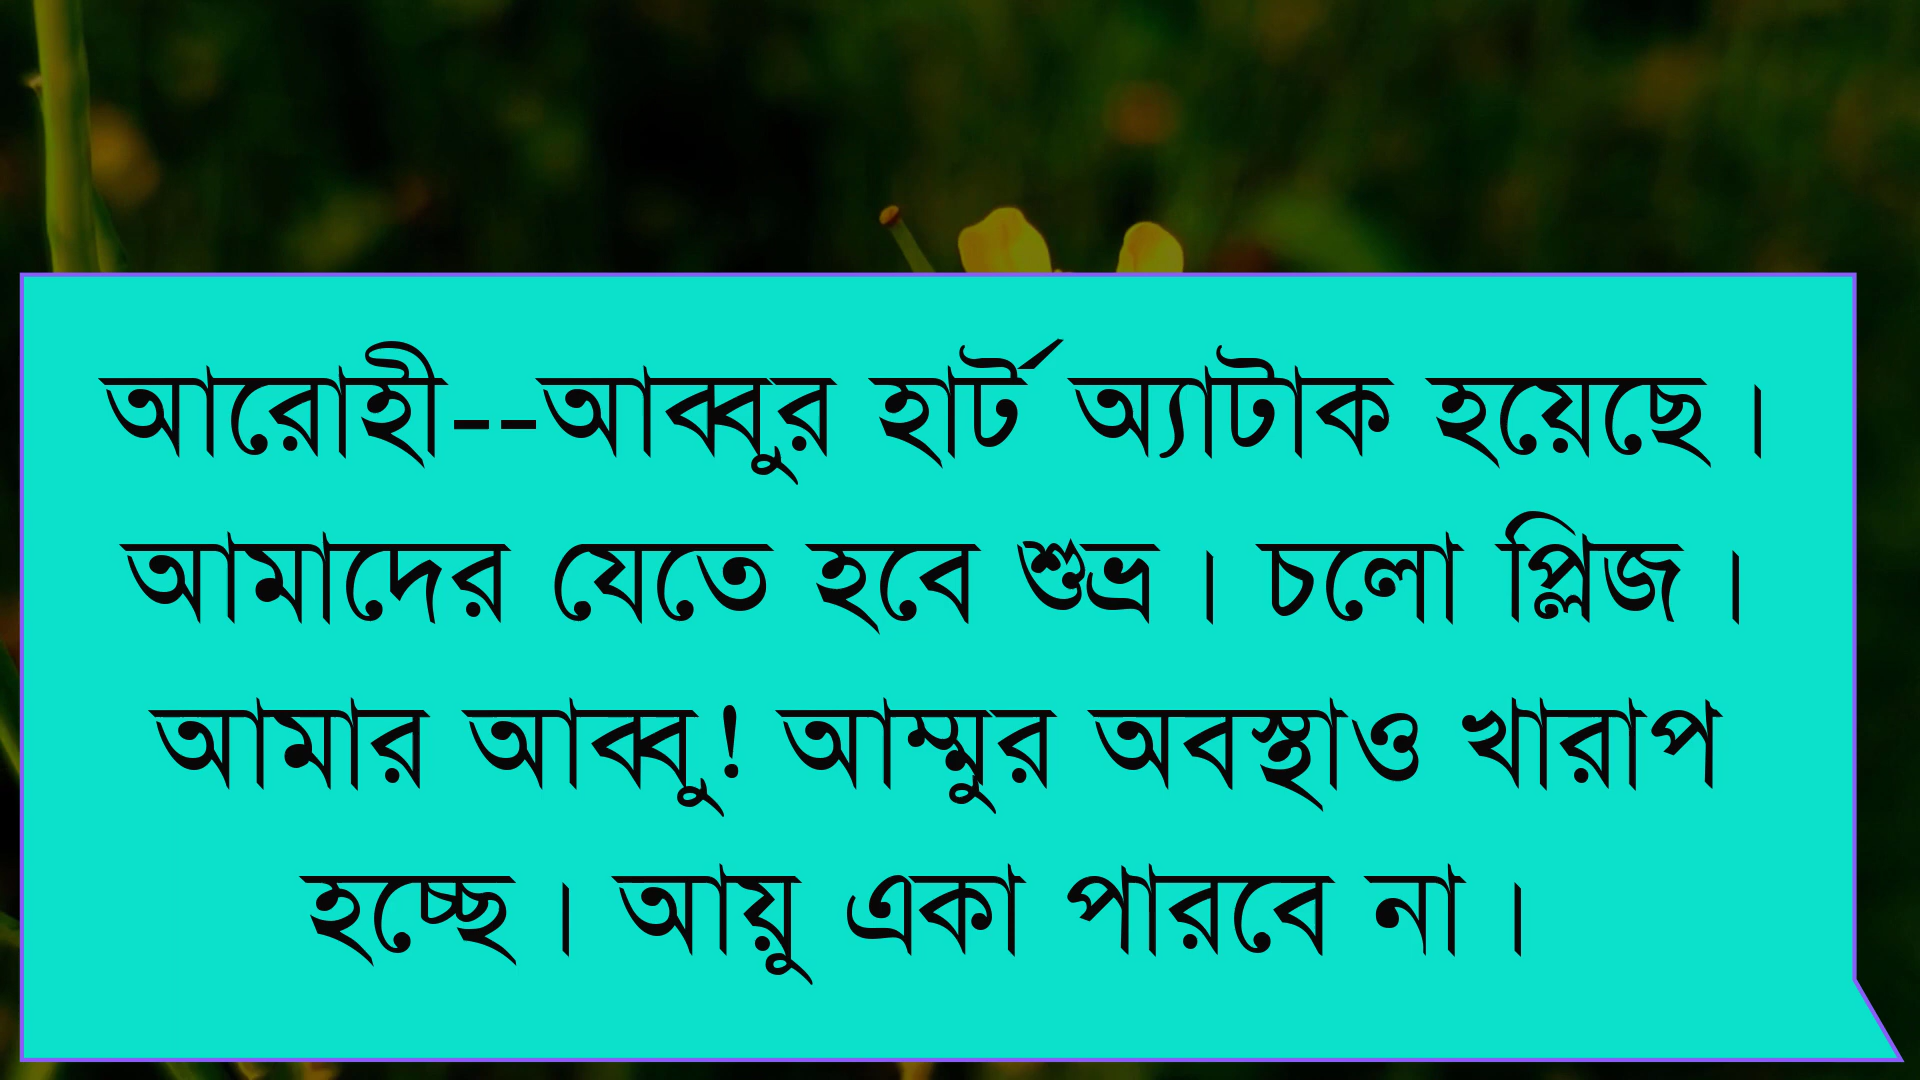 আরোহী--আব্বুর হার্ট অ্যাটাক হয়েছে।
আমাদের যেতে হবে শুভ্র। চলো প্লিজ।
আমার আব্বু! আম্মুর অবস্থাও খারাপ
হচ্ছে। আয়ু একা পারবে না।